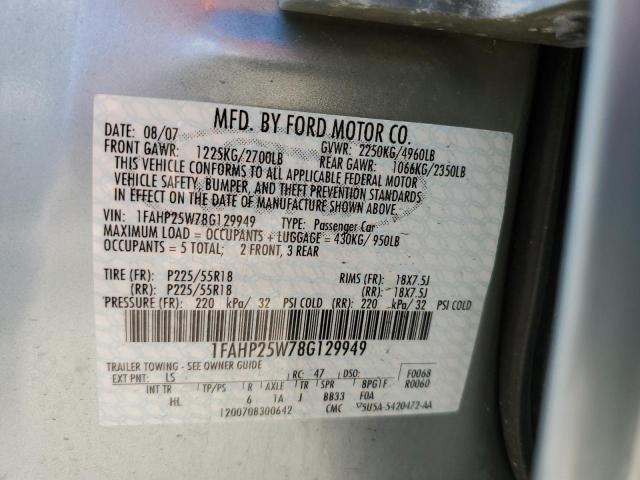 MFD. BY FORD MOTOR CO.
DATE: 08/07 GVWR: 2250KG/4960LB
FRONT GAWR: 1225KG/2700LB REAR GAWR: 1066KG/2350LB
THIS VEHICLE CONFORMS TO ALL APPLICABLE FEDERAL MOTOR
VEHICLE SAFETY, BUMPER, AND THEFT PREVENTION STANDARDS
IN EFFECT ON THE DATE OF MANUFACTURE SHOWN ABOVE.
VIN: 1FAHP25W78G129949 TYPE: Passenger Car
MAXIMUM LOAD = OCCUPANTS + LUGGAGE = 430KG/950LB
OCCUPANTS = 5 TOTAL; 2 FRONT, 3 REAR
TIRE (FR): P225/55R18 RIMS (FR): 18X7.5J
(RR): P225/55R18 (RR): 18X7.5J
PRESSURE (FR): 220 kPa/ 32 PSI COLD (RR): 220 kPa/ 32 PSI COLD
1FAHP25W78G129949
TRAILER TOWING - SEE OWNER GUIDE
EXT PNT: LS RC: 47 DSO: F0068
INT TR TP/PS R AXLE TR SPR BPG1F R0060
HL 6 1A J BB33 F0A
1200708300642 CMC 5U5A-5420472-AA